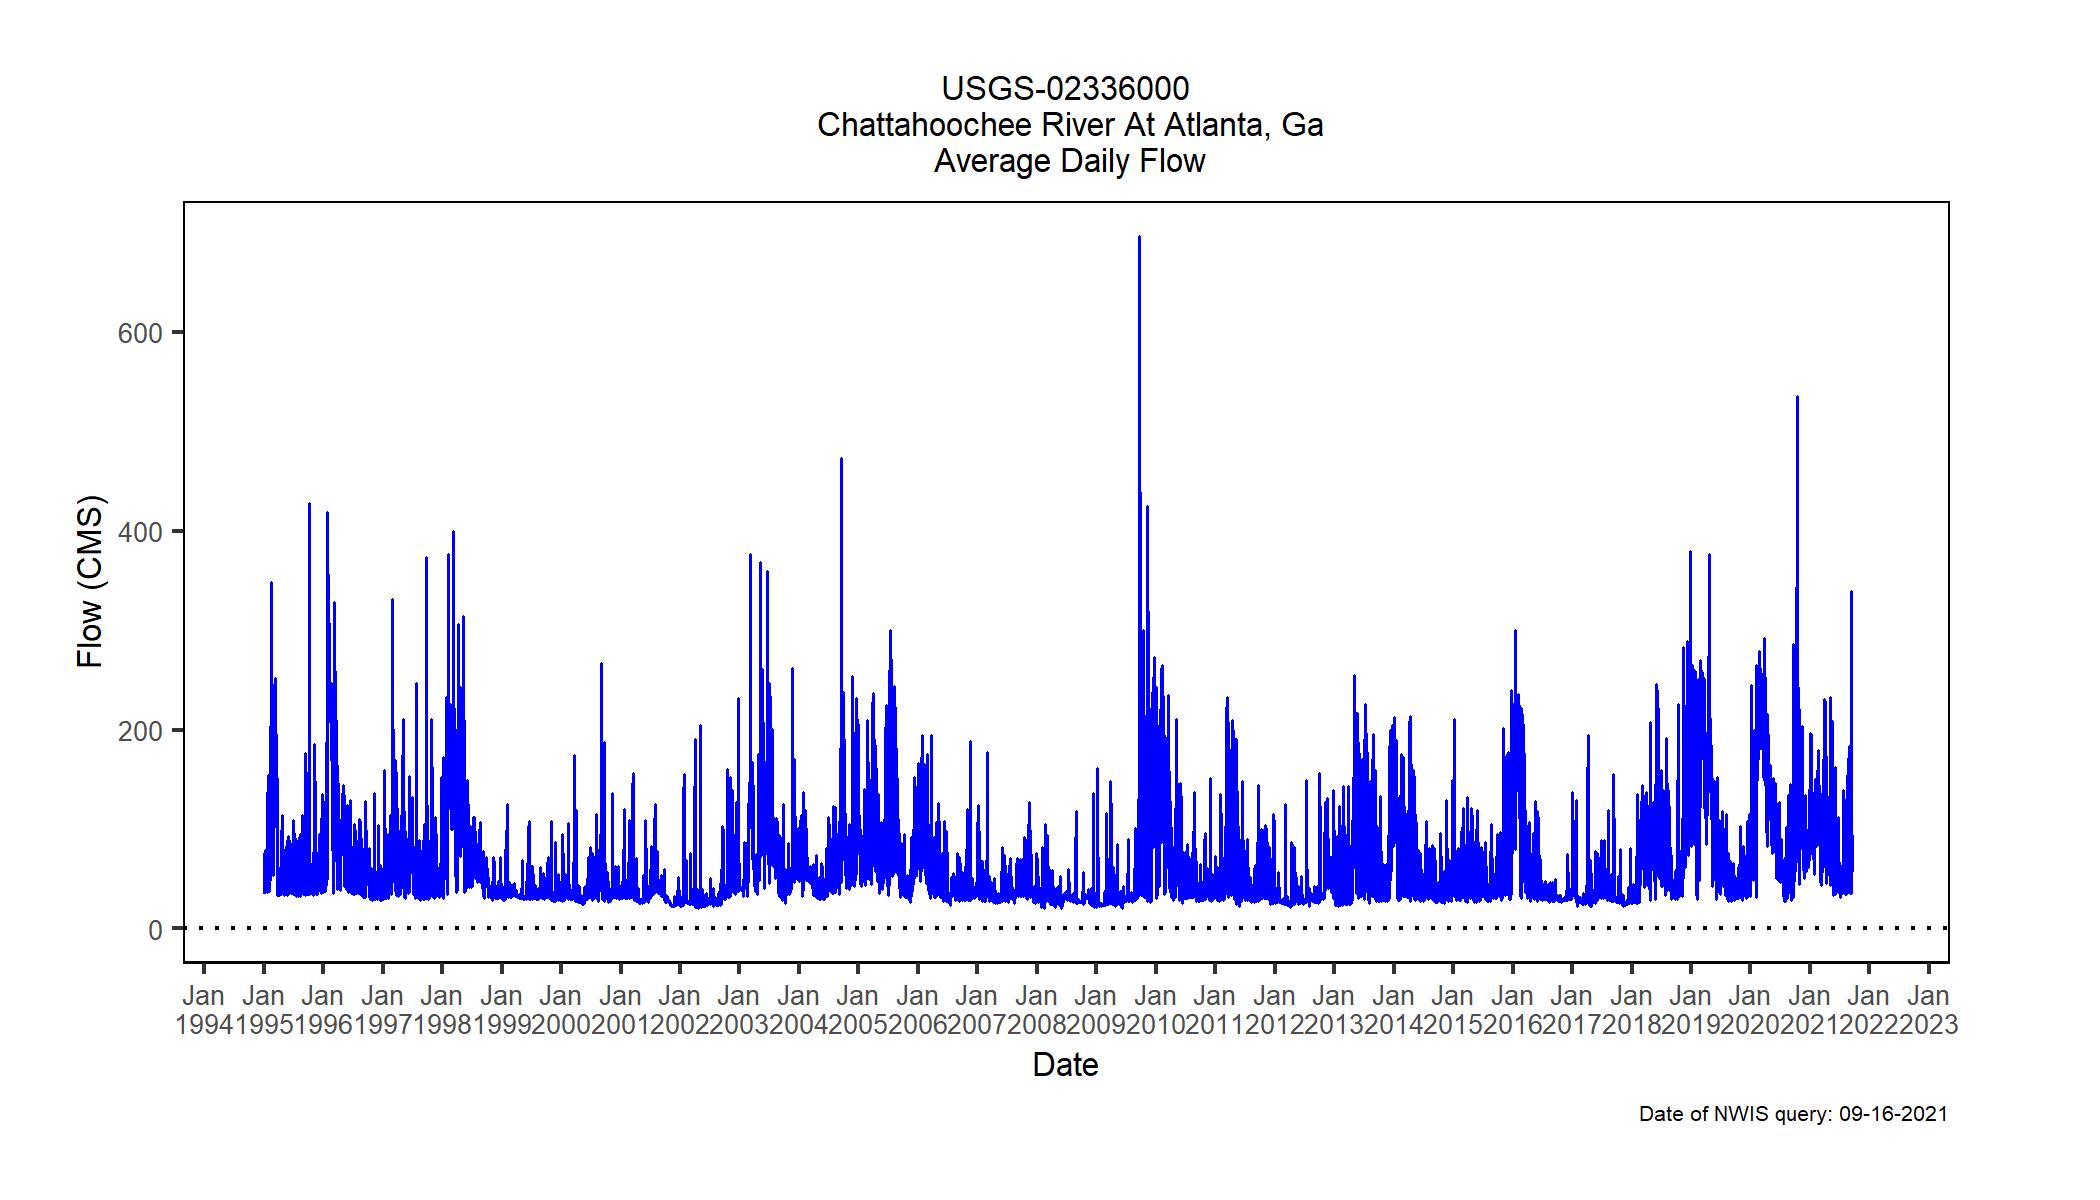 USGS-02336000
Chattahoochee River At Atlanta, Ga
Average Daily Flow
Flow (CMS)
600
400
200
0
Jan Jan Jan Jan Jan Jan Jan Jan Jan Jan Jan Jan Jan Jan Jan Jan Jan Jan Jan Jan Jan Jan Jan Jan Jan Jan Jan Jan Jan Jan
1994 1995 1996 1997 1998 1999 2000 2001 2002 2003 2004 2005 2006 2007 2008 2009 2010 2011 2012 2013 2014 2015 2016 2017 2018 2019 2020 2021 2022 2023
Date
Date of NWIS query: 09-16-2021